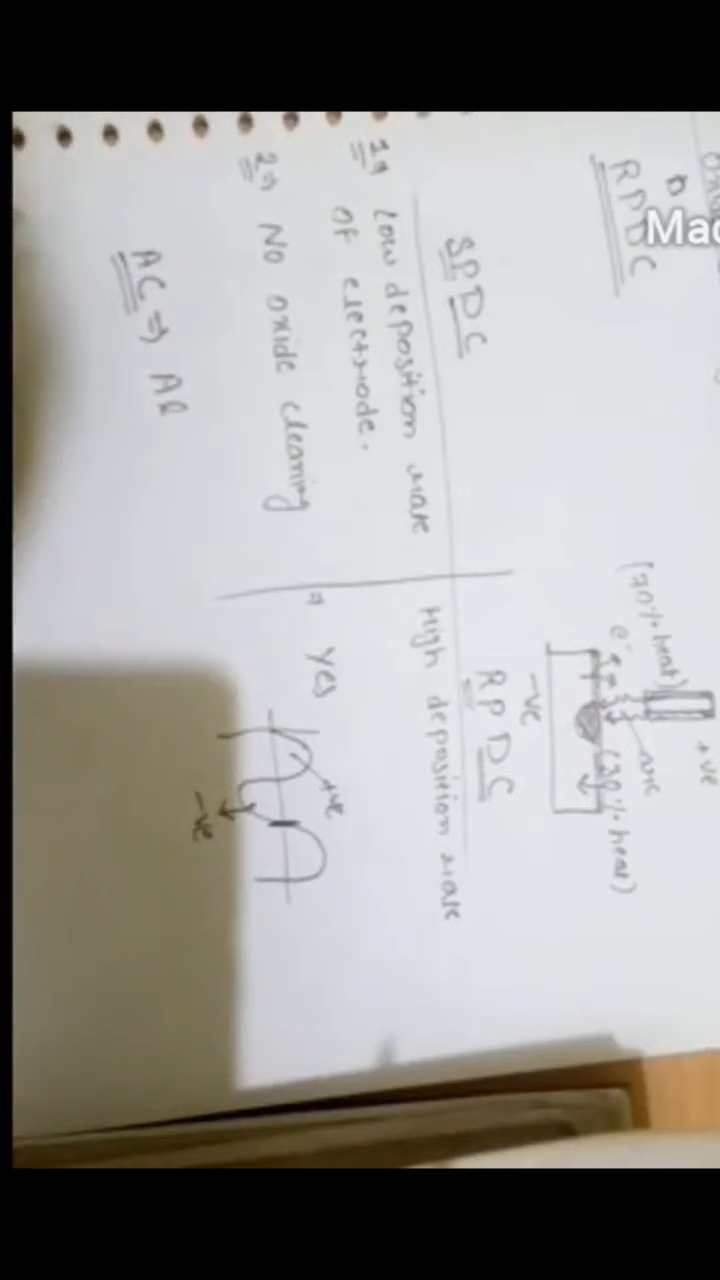 RPDC
Mad
(70% heat)
+ve
e-
arc
(30% heat)
-ve
SPDC
RPDC
1⇒ Low deposition rate
of electrode.
High deposition rate
2⇒ No oxide cleaning
⇒ Yes
+ve
-ve
AC ⇒ Al